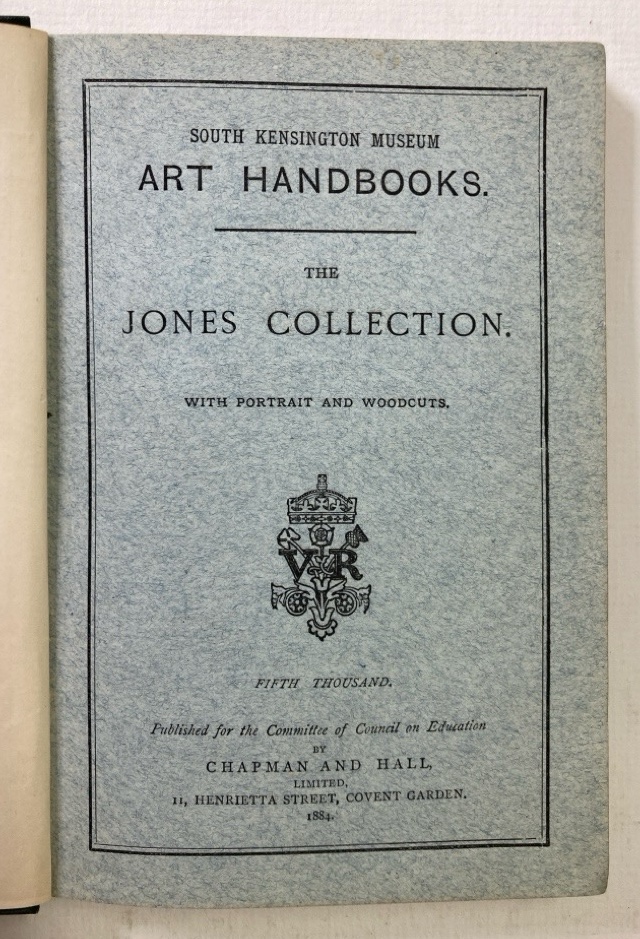 SOUTH KENSINGTON MUSEUM
ART HANDBOOKS.
THE
JONES COLLECTION.
WITH PORTRAIT AND WOODCUTS.
V R
FIFTH THOUSAND.
Published for the Committee of Council on Education
BY
CHAPMAN AND HALL,
LIMITED,
11, HENRIETTA STREET, COVENT GARDEN.
1884.